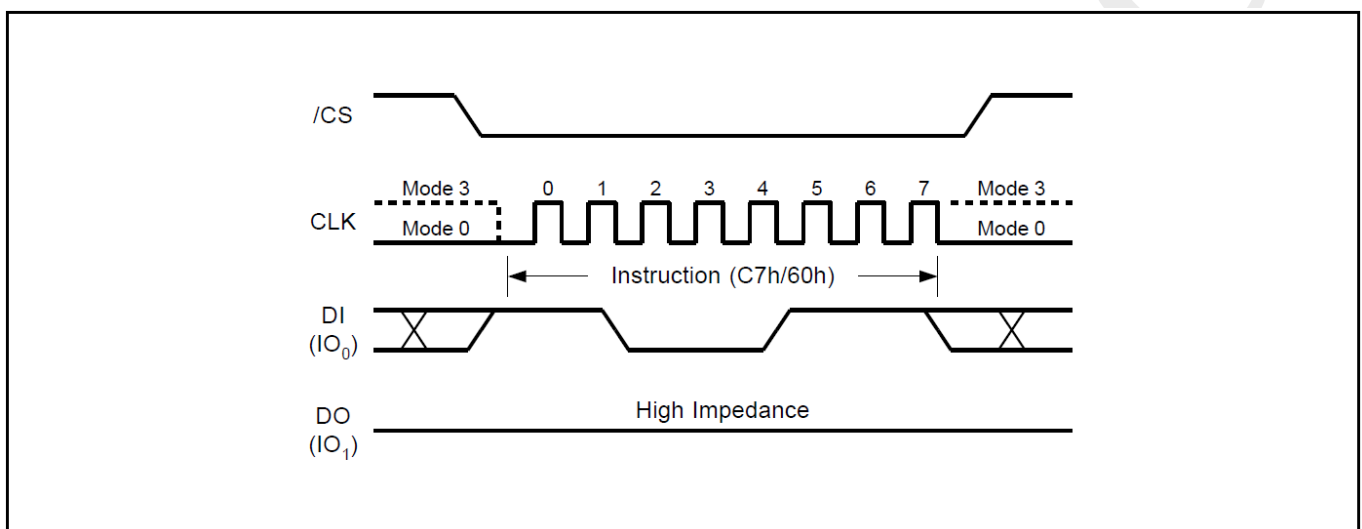 /CS
Mode 3 0 1 2 3 4 5 6 7 Mode 3
CLK
Mode 0 Mode 0
Instruction (C7h/60h)
DI
(IO₀)
High Impedance
DO
(IO₁)